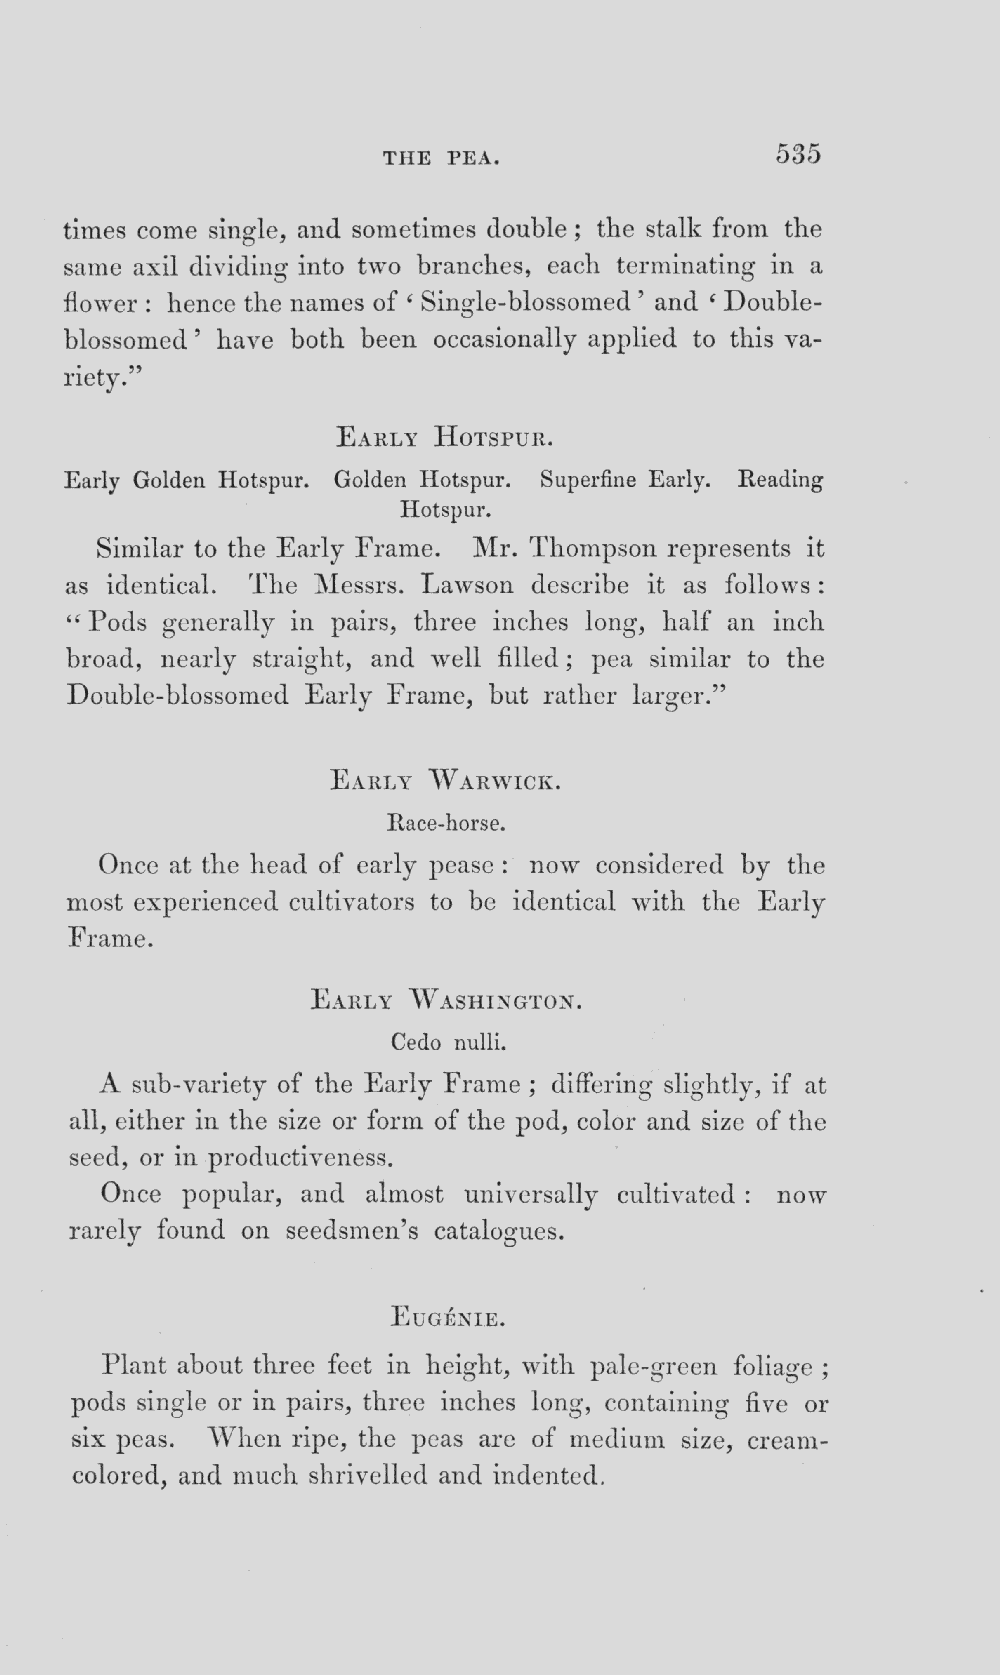 THE PEA. 535
times come single, and sometimes double; the stalk from the
same axil dividing into two branches, each terminating in a
flower: hence the names of ‘Single-blossomed’ and ‘Double-
blossomed’ have both been occasionally applied to this va-
riety.”
EARLY HOTSPUR.
Early Golden Hotspur. Golden Hotspur. Superfine Early. Reading
Hotspur.
Similar to the Early Frame. Mr. Thompson represents it
as identical. The Messrs. Lawson describe it as follows:
“Pods generally in pairs, three inches long, half an inch
broad, nearly straight, and well filled; pea similar to the
Double-blossomed Early Frame, but rather larger.”
EARLY WARWICK.
Race-horse.
Once at the head of early pease: now considered by the
most experienced cultivators to be identical with the Early
Frame.
EARLY WASHINGTON.
Cedo nulli.
A sub-variety of the Early Frame; differing slightly, if at
all, either in the size or form of the pod, color and size of the
seed, or in productiveness.
Once popular, and almost universally cultivated: now
rarely found on seedsmen’s catalogues.
EUGÉNIE.
Plant about three feet in height, with pale-green foliage;
pods single or in pairs, three inches long, containing five or
six peas. When ripe, the peas are of medium size, cream-
colored, and much shrivelled and indented.